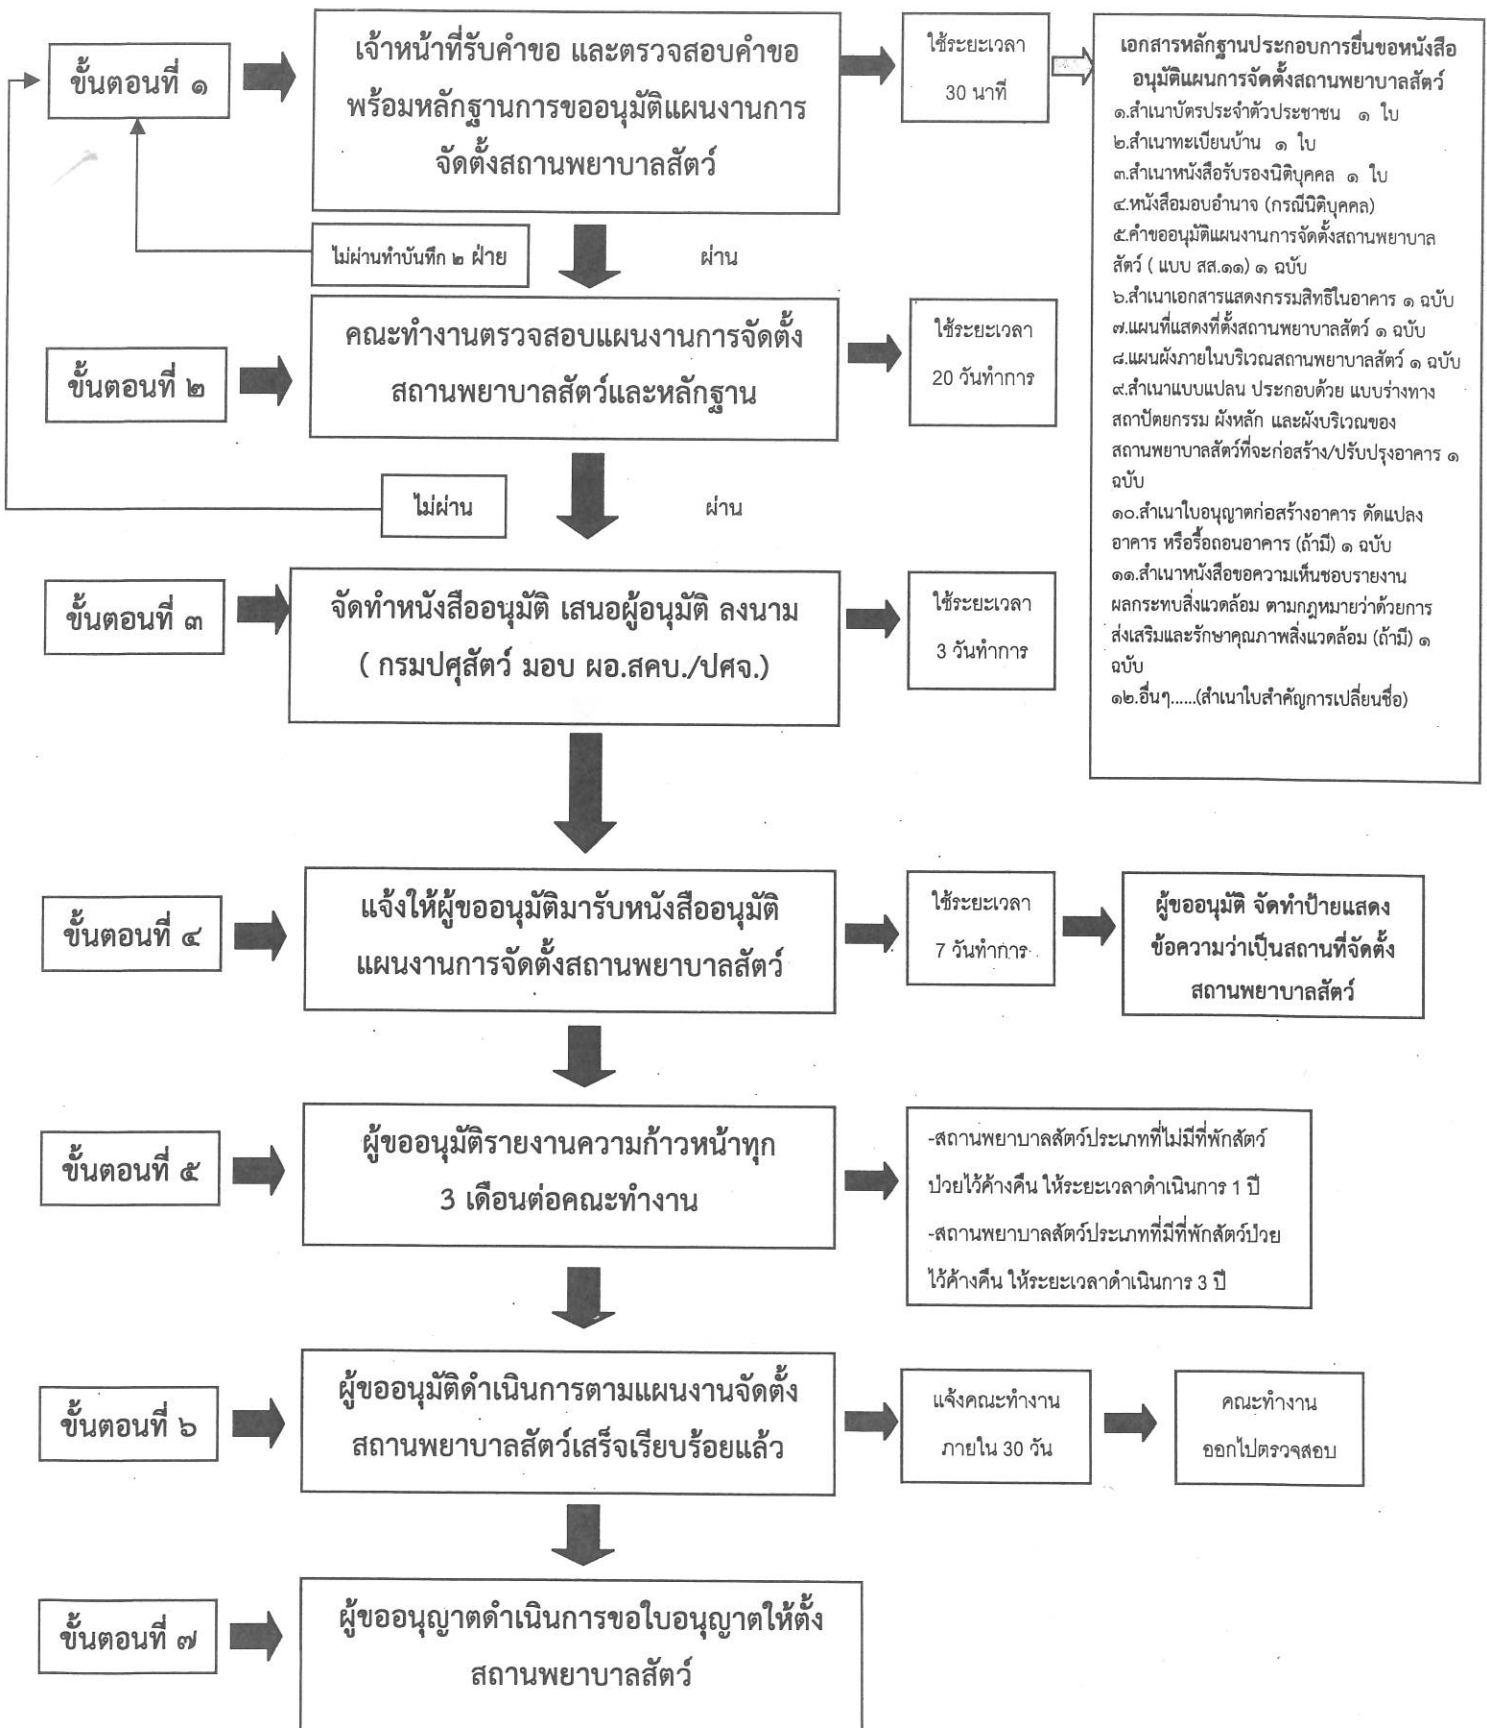 ขั้นตอนที่ ๑
เจ้าหน้าที่รับคำขอ และตรวจสอบคำขอ
พร้อมหลักฐานการขออนุมัติแผนงานการ
จัดตั้งสถานพยาบาลสัตว์
ใช้ระยะเวลา
30 นาที
เอกสารหลักฐานประกอบการยื่นขอหนังสือ
อนุมัติแผนการจัดตั้งสถานพยาบาลสัตว์
๑.สำเนาบัตรประจำตัวประชาชน ๑ ใบ
๒.สำเนาทะเบียนบ้าน ๑ ใบ
๓.สำเนาหนังสือรับรองนิติบุคคล ๑ ใบ
๔.หนังสือมอบอำนาจ (กรณีนิติบุคคล)
๕.คำขออนุมัติแผนงานการจัดตั้งสถานพยาบาล
สัตว์ ( แบบ สส.๑๑) ๑ ฉบับ
๖.สำเนาเอกสารแสดงกรรมสิทธิในอาคาร ๑ ฉบับ
๗.แผนที่แสดงที่ตั้งสถานพยาบาลสัตว์ ๑ ฉบับ
๘.แผนผังภายในบริเวณสถานพยาบาลสัตว์ ๑ ฉบับ
๙.สำเนาแบบแปลน ประกอบด้วย แบบร่างทาง
สถาปัตยกรรม ผังหลัก และผังบริเวณของ
สถานพยาบาลสัตว์ที่จะก่อสร้าง/ปรับปรุงอาคาร ๑
ฉบับ
๑๐.สำเนาใบอนุญาตก่อสร้างอาคาร ดัดแปลง
อาคาร หรือรื้อถอนอาคาร (ถ้ามี) ๑ ฉบับ
๑๑.สำเนาหนังสือขอความเห็นชอบรายงาน
ผลกระทบสิ่งแวดล้อม ตามกฎหมายว่าด้วยการ
ส่งเสริมและรักษาคุณภาพสิ่งแวดล้อม (ถ้ามี) ๑
ฉบับ
๑๒.อื่นๆ......(สำเนาใบสำคัญการเปลี่ยนชื่อ)
ไม่ผ่านทำบันทึก ๒ ฝ่าย
ผ่าน
ขั้นตอนที่ ๒
คณะทำงานตรวจสอบแผนงานการจัดตั้ง
สถานพยาบาลสัตว์และหลักฐาน
ใช้ระยะเวลา
20 วันทำการ
ไม่ผ่าน
ผ่าน
ขั้นตอนที่ ๓
จัดทำหนังสืออนุมัติ เสนอผู้อนุมัติ ลงนาม
( กรมปศุสัตว์ มอบ ผอ.สคบ./ปศจ.)
ใช้ระยะเวลา
3 วันทำการ
ขั้นตอนที่ ๔
แจ้งให้ผู้ขออนุมัติมารับหนังสืออนุมัติ
แผนงานการจัดตั้งสถานพยาบาลสัตว์
ใช้ระยะเวลา
7 วันทำการ
ผู้ขออนุมัติ จัดทำป้ายแสดง
ข้อความว่าเป็นสถานที่จัดตั้ง
สถานพยาบาลสัตว์
ขั้นตอนที่ ๕
ผู้ขออนุมัติรายงานความก้าวหน้าทุก
3 เดือนต่อคณะทำงาน
-สถานพยาบาลสัตว์ประเภทที่ไม่มีที่พักสัตว์
ป่วยไว้ค้างคืน ให้ระยะเวลาดำเนินการ 1 ปี
-สถานพยาบาลสัตว์ประเภทที่มีที่พักสัตว์ป่วย
ไว้ค้างคืน ให้ระยะเวลาดำเนินการ 3 ปี
ขั้นตอนที่ ๖
ผู้ขออนุมัติดำเนินการตามแผนงานจัดตั้ง
สถานพยาบาลสัตว์เสร็จเรียบร้อยแล้ว
แจ้งคณะทำงาน
ภายใน 30 วัน
คณะทำงาน
ออกไปตรวจสอบ
ขั้นตอนที่ ๗
ผู้ขออนุญาตดำเนินการขอใบอนุญาตให้ตั้ง
สถานพยาบาลสัตว์